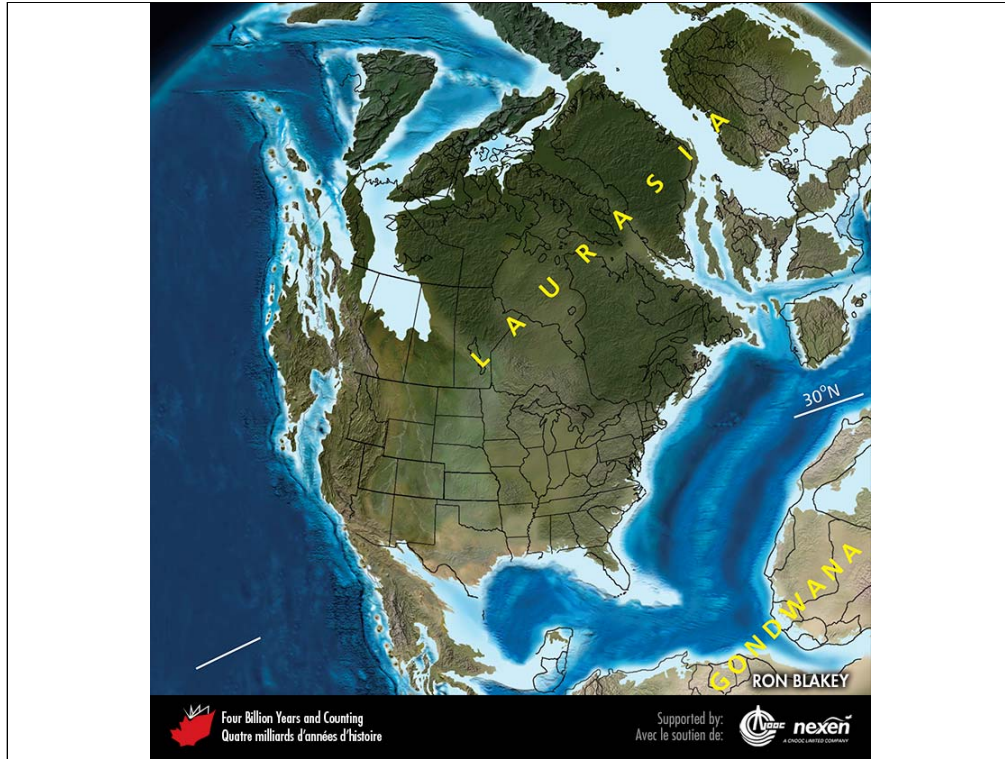 LAURASIA
30°N
GONDWANA
RON BLAKEY
Four Billion Years and Counting
Quatre milliards d'années d'histoire
Supported by:
Avec le soutien de:
CNOOC
nexen
A CNOOC LIMITED COMPANY